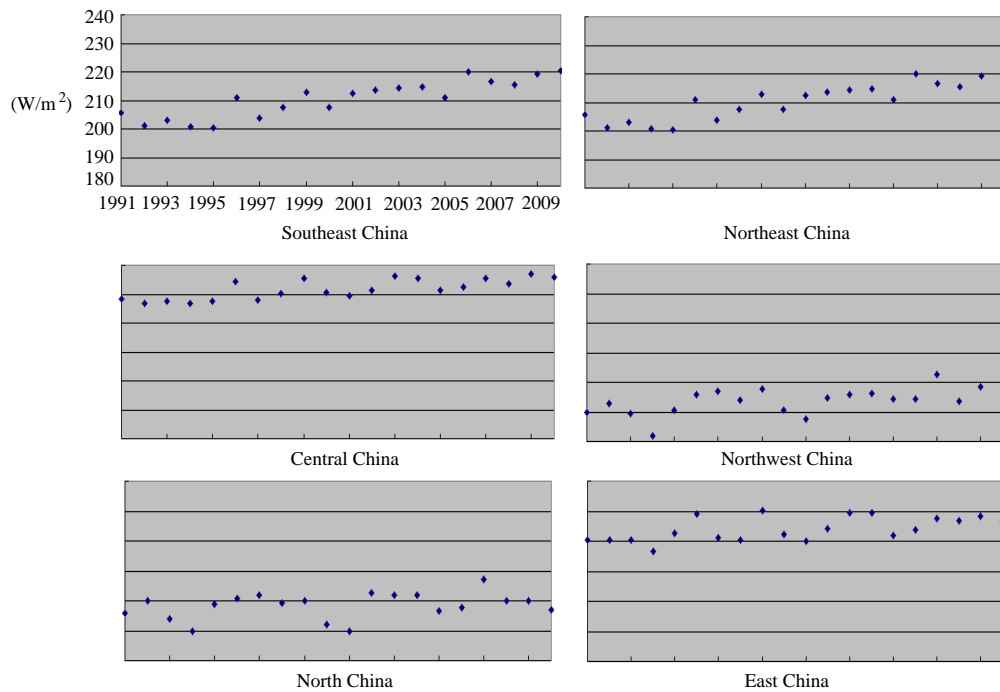 240
230
220
(W/m²) 210
200
190
180
1991 1993 1995 1997 1999 2001 2003 2005 2007 2009
Southeast China
Northeast China
Central China
Northwest China
North China
East China